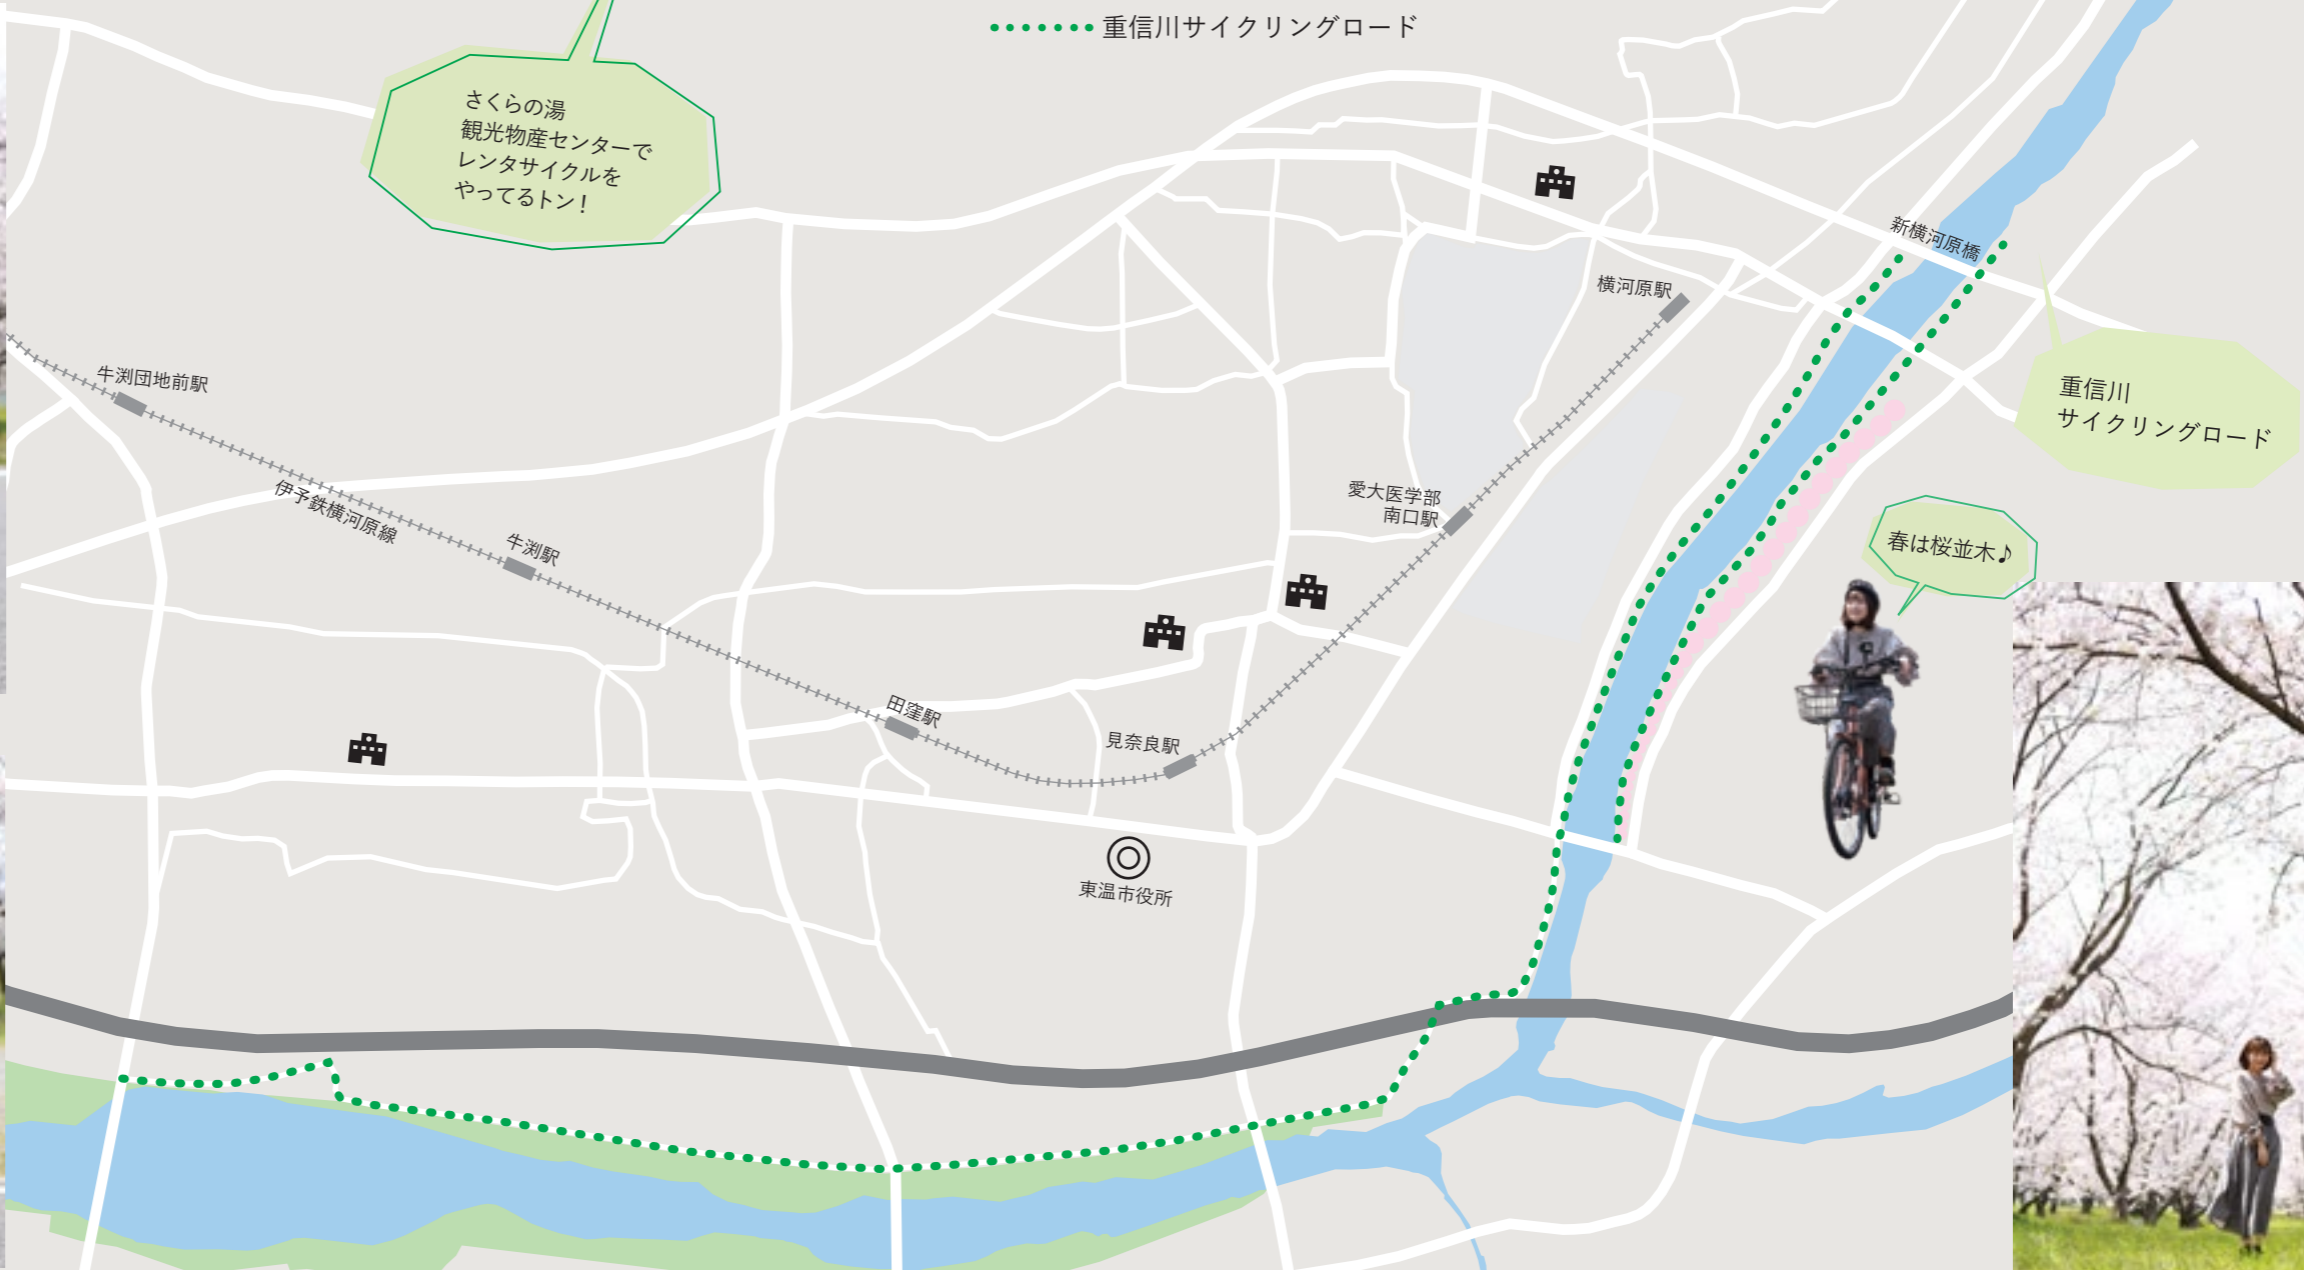 重信川サイクリングロード
さくらの湯
観光物産センターで
レンタサイクルを
やってるトン!
新横河原橋
横河原駅
牛渕団地前駅
重信川
サイクリングロード
伊予鉄横河原線
愛大医学部
南口駅
牛渕駅
春は桜並木♪
田窪駅
見奈良駅
東温市役所